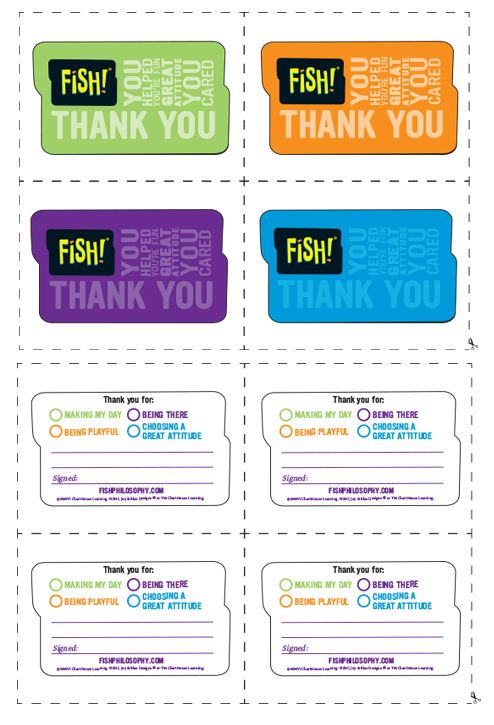 FiSH!
YOU
HELPED
YOU'RE FUN
GREAT
ATTITUDE
YOU
CARED
THANK YOU
FiSH!
YOU
HELPED
YOU'RE FUN
GREAT
ATTITUDE
YOU
CARED
THANK YOU
FiSH!
YOU
HELPED
YOU'RE FUN
GREAT
ATTITUDE
YOU
CARED
THANK YOU
FiSH!
YOU
HELPED
YOU'RE FUN
GREAT
ATTITUDE
YOU
CARED
THANK YOU
Thank you for:
MAKING MY DAY
BEING THERE
BEING PLAYFUL
CHOOSING A
GREAT ATTITUDE
Signed:
FISHPHILOSOPHY.COM
Thank you for:
MAKING MY DAY
BEING THERE
BEING PLAYFUL
CHOOSING A
GREAT ATTITUDE
Signed:
FISHPHILOSOPHY.COM
Thank you for:
MAKING MY DAY
BEING THERE
BEING PLAYFUL
CHOOSING A
GREAT ATTITUDE
Signed:
FISHPHILOSOPHY.COM
Thank you for:
MAKING MY DAY
BEING THERE
BEING PLAYFUL
CHOOSING A
GREAT ATTITUDE
Signed:
FISHPHILOSOPHY.COM